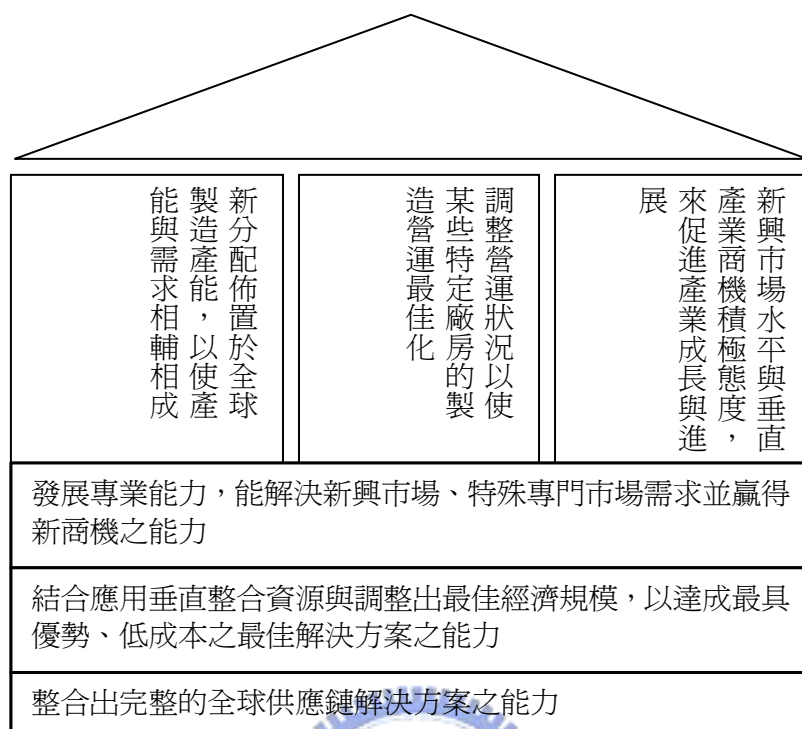 新分配佈置於全球
製造產能，以使產
能與需求相輔相成
調整營運狀況以使
某些特定廠房的製
造營運最佳化
新興市場水平與垂直
產業商機積極態度，
來促進產業成長與進
展
發展專業能力，能解決新興市場、特殊專門市場需求並贏得
新商機之能力
結合應用垂直整合資源與調整出最佳經濟規模，以達成最具
優勢、低成本之最佳解決方案之能力
整合出完整的全球供應鏈解決方案之能力